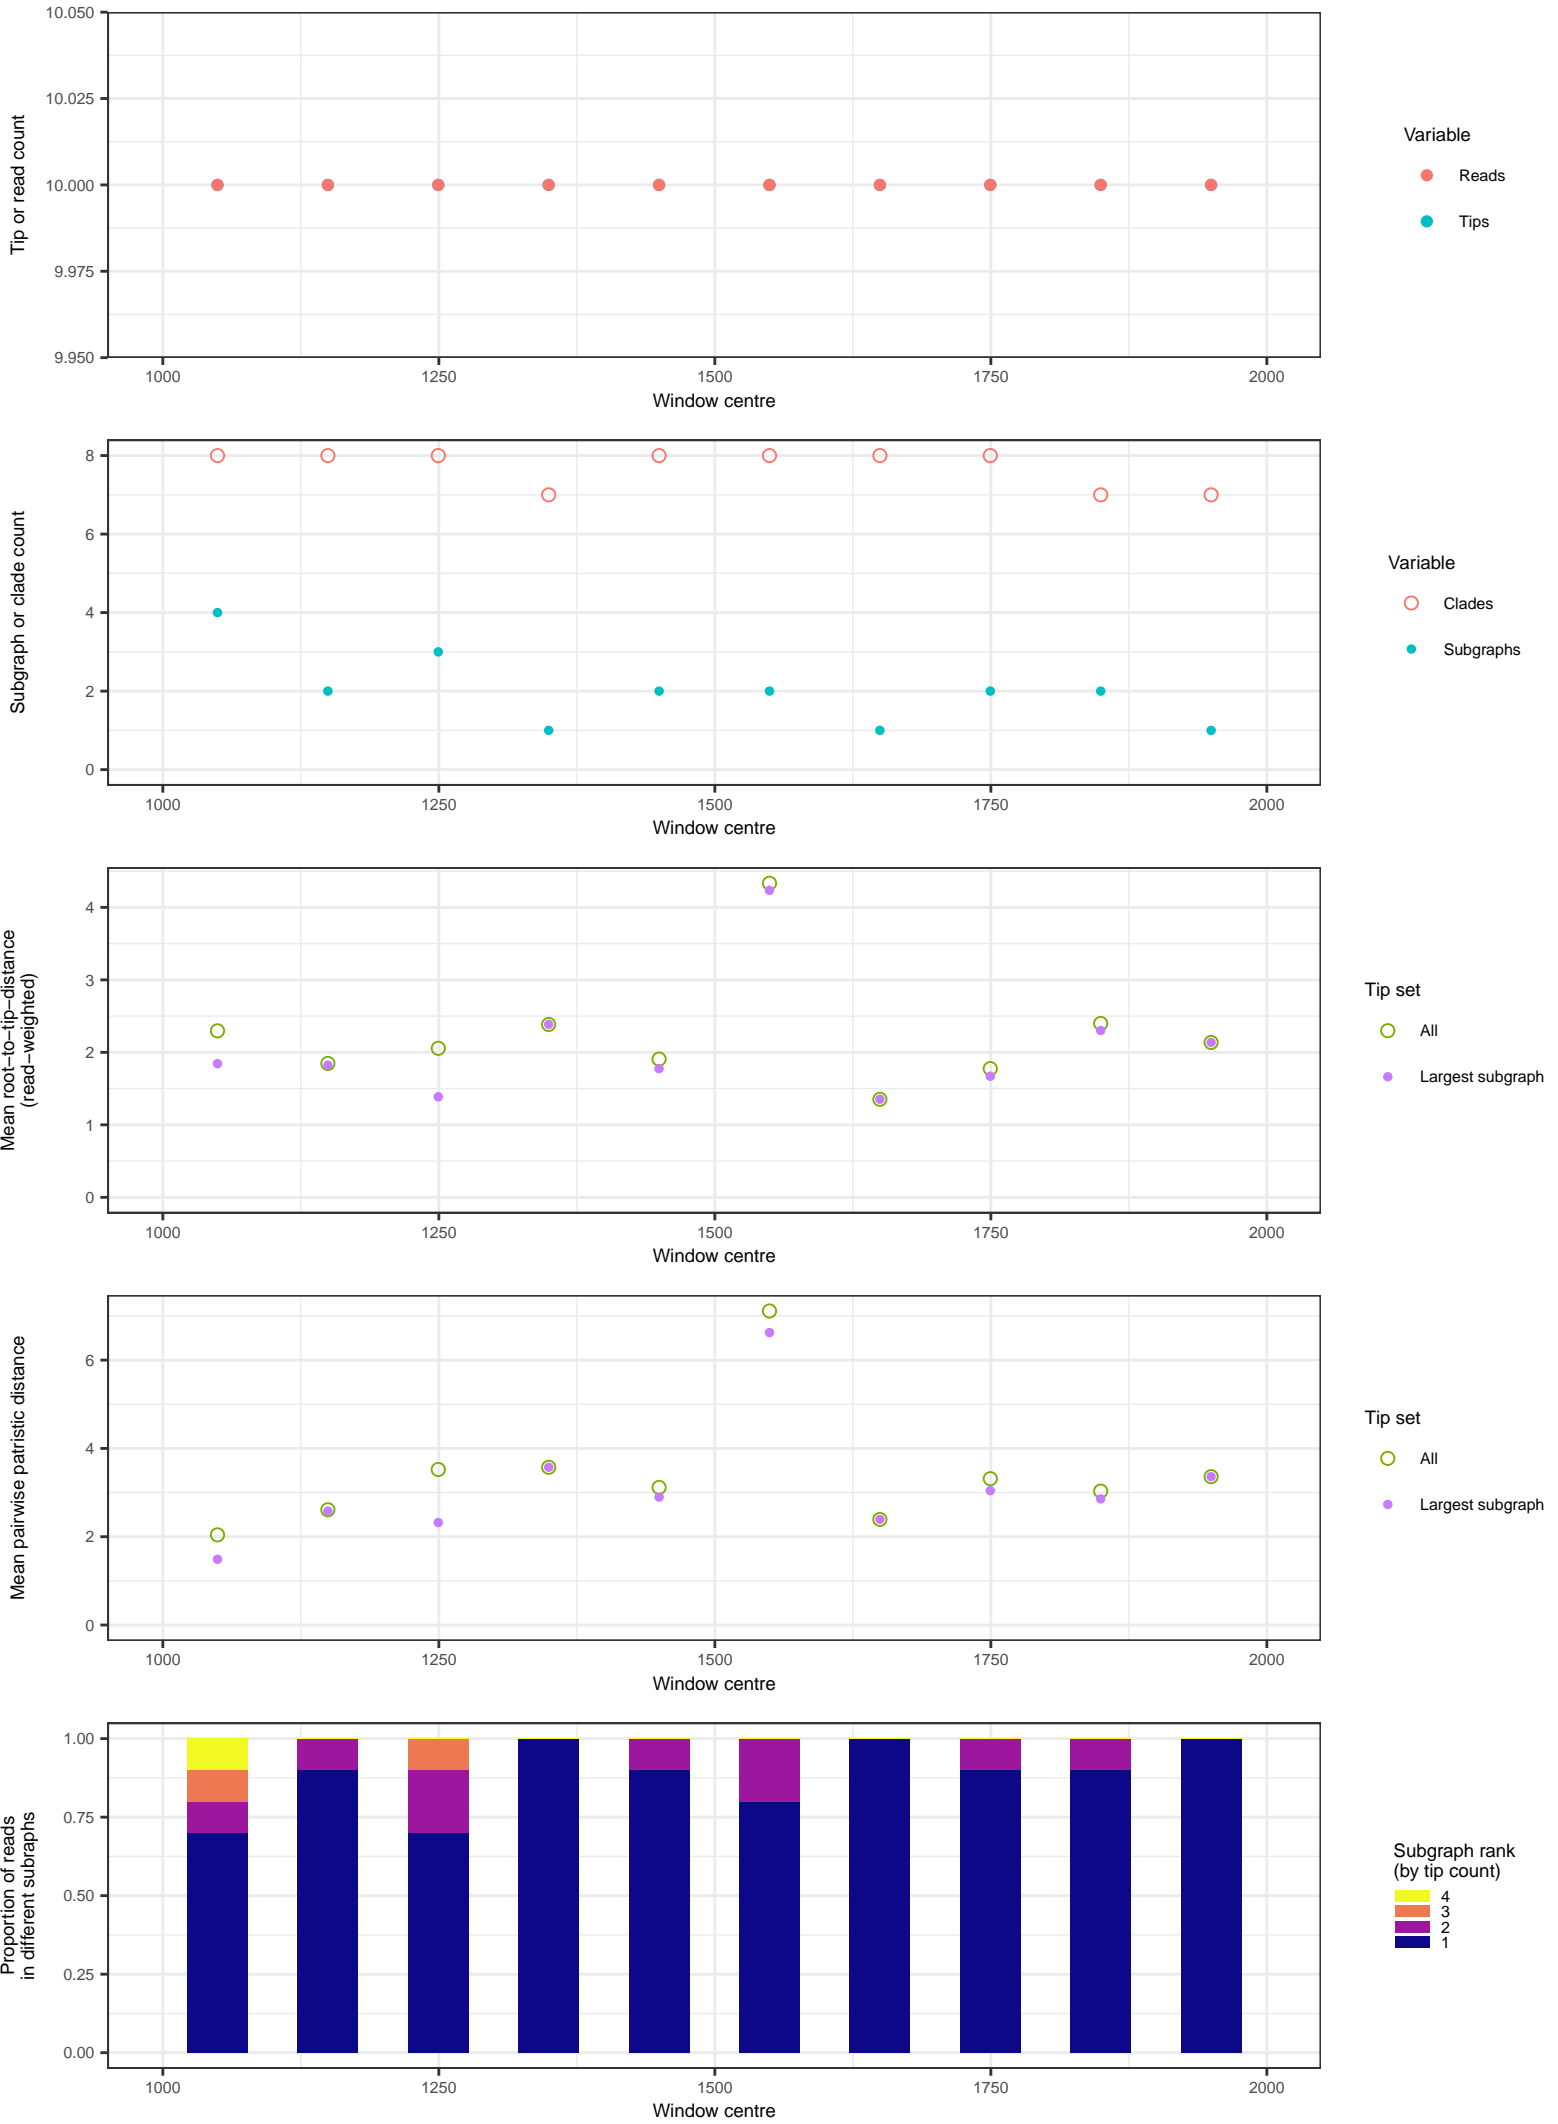 10.050
10.025
10.000
9.975
9.950
Tip or read count
1000 1250 1500 1750 2000
Window centre
Variable
Reads
Tips
8
6
4
2
0
Subgraph or clade count
1000 1250 1500 1750 2000
Window centre
Variable
Clades
Subgraphs
4
3
2
1
0
Mean root−to−tip−distance
(read−weighted)
1000 1250 1500 1750 2000
Window centre
Tip set
All
Largest subgraph
6
4
2
0
Mean pairwise patristic distance
1000 1250 1500 1750 2000
Window centre
Tip set
All
Largest subgraph
1.00
0.75
0.50
0.25
0.00
Proportion of reads
in different subraphs
1000 1250 1500 1750 2000
Window centre
Subgraph rank
(by tip count)
4
3
2
1